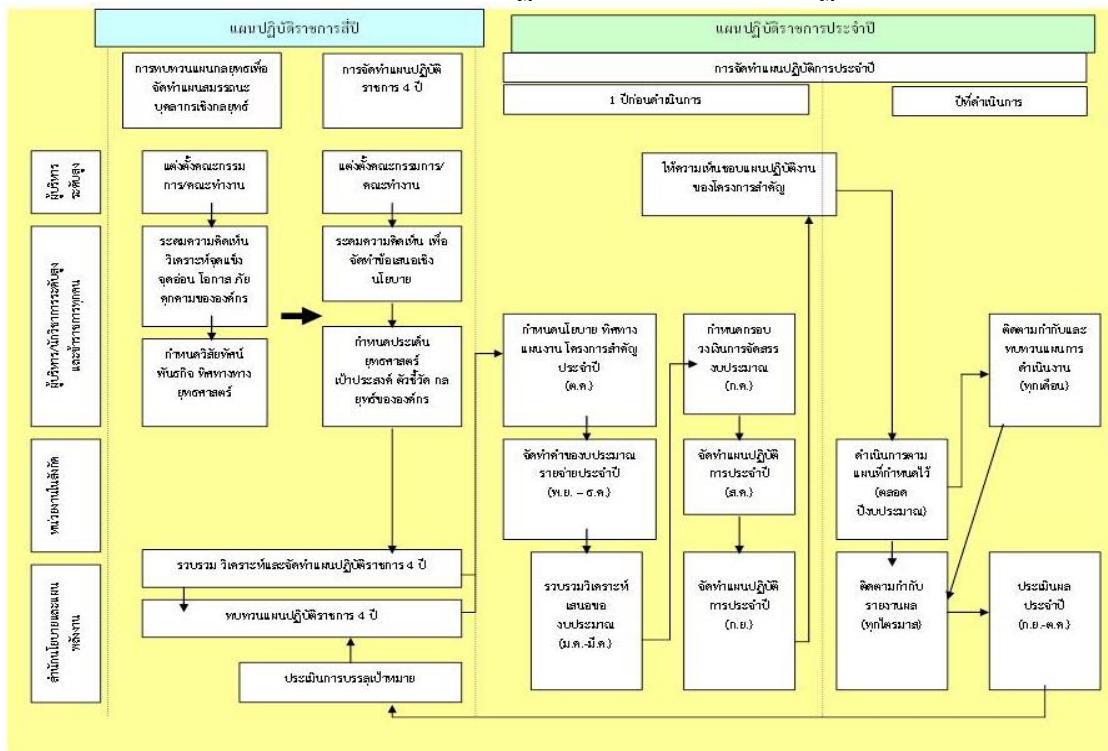 แผนปฏิบัติราชการสี่ปี
แผนปฏิบัติราชการประจำปี
การทบทวนแผนกลยุทธเพื่อ
จัดทำแผนสมรรถนะ
บุคลากรเชิงกลยุทธ์
การจัดทำแผนปฏิบัติ
ราชการ 4 ปี
การจัดทำแผนปฏิบัติการประจำปี
1 ปีก่อนดำเนินการ
ปีที่ดำเนินการ
ผู้บริหาร
ระดับสูง
แต่งตั้งคณะกรรม
การ/คณะทำงาน
แต่งตั้งคณะกรรมการ/
คณะทำงาน
ให้ความเห็นชอบแผนปฏิบัติงาน
ของโครงการสำคัญ
ผู้บริหาร/นักวิชาการระดับสูง
และข้าราชการทุกคน
ระดมความคิดเห็น
วิเคราะห์จุดแข็ง
จุดอ่อน โอกาส ภัย
คุกคามขององค์กร
ระดมความคิดเห็น เพื่อ
จัดทำข้อเสนอเชิง
นโยบาย
กำหนดวิสัยทัศน์
พันธกิจ ทิศทางทาง
ยุทธศาสตร์
กำหนดประเด็น
ยุทธศาสตร์
เป้าประสงค์ ตัวชี้วัด กล
ยุทธ์ขององค์กร
กำหนดนโยบาย ทิศทาง
แผนงาน โครงการสำคัญ
ประจำปี
(ต.ค.)
กำหนดกรอบ
วงเงินการจัดสรร
งบประมาณ
(ก.ค.)
ติดตามกำกับและ
ทบทวนแผนการ
ดำเนินงาน
(ทุกเดือน)
หน่วยงานในสังกัด
จัดทำคำของบประมาณ
รายจ่ายประจำปี
(พ.ย. – ธ.ค.)
จัดทำแผนปฏิบัติ
การประจำปี
(ส.ค.)
ดำเนินการตาม
แผนที่กำหนดไว้
(ตลอด
ปีงบประมาณ)
สำนักนโยบายและแผน
พลังงาน
รวบรวม วิเคราะห์และจัดทำแผนปฏิบัติราชการ 4 ปี
ทบทวนแผนปฏิบัติราชการ 4 ปี
ประเมินการบรรลุเป้าหมาย
รวบรวมวิเคราะห์
เสนอขอ
งบประมาณ
(ม.ค.-มี.ค.)
จัดทำแผนปฏิบัติ
การประจำปี
(ก.ย.)
ติดตามกำกับ
รายงานผล
(ทุกไตรมาส)
ประเมินผล
ประจำปี
(ก.ย.-ต.ค.)